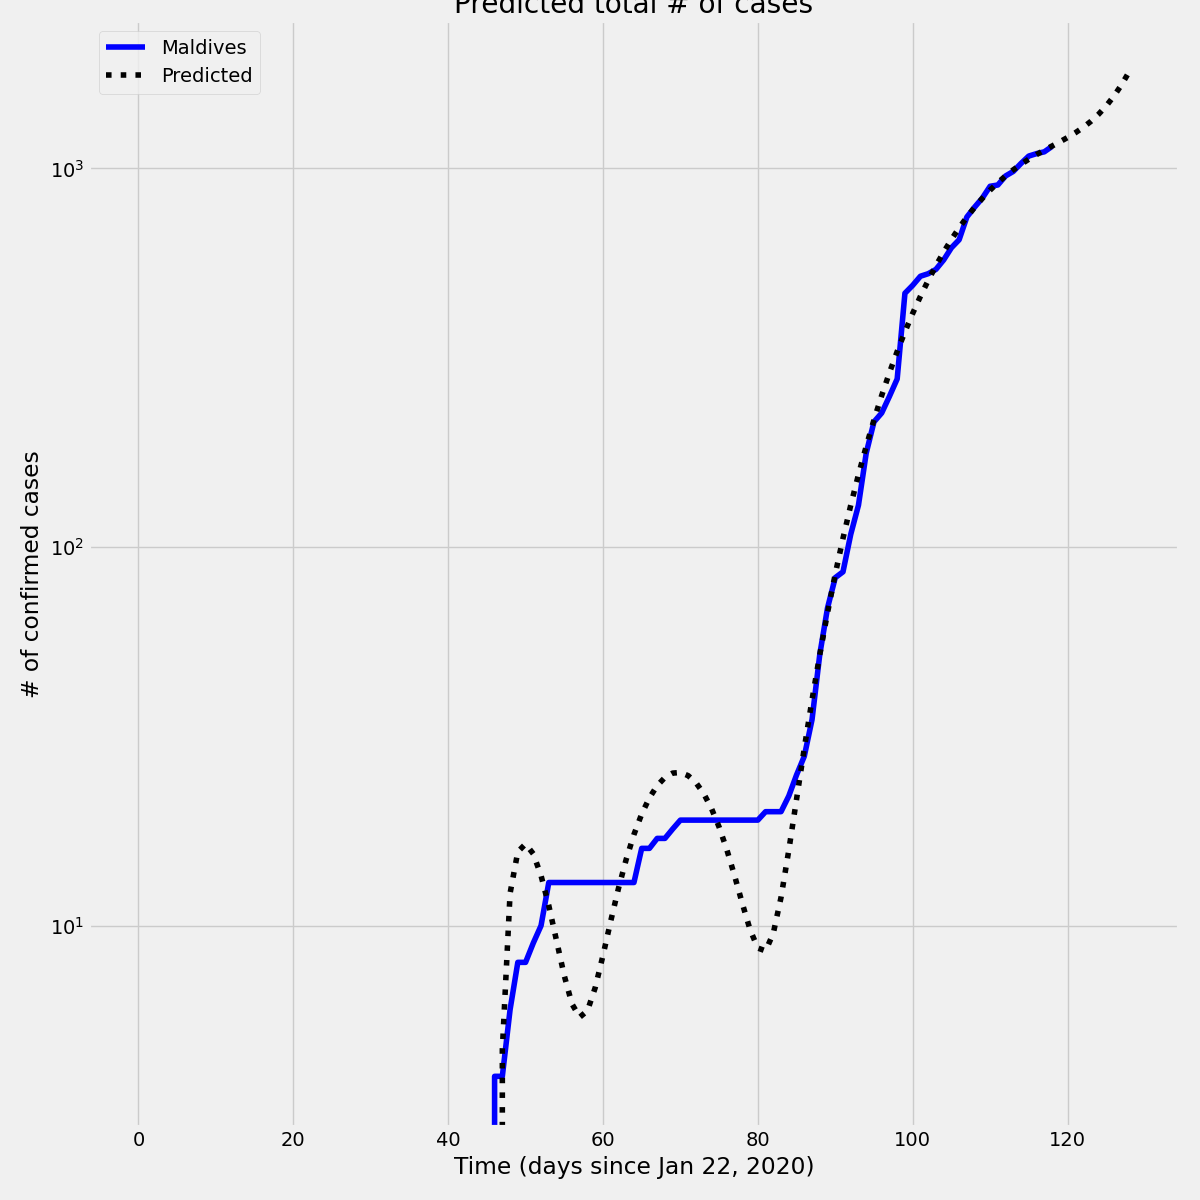 Predicted total # of cases
Maldives
Predicted
10³
10²
10¹
# of confirmed cases
0 20 40 60 80 100 120
Time (days since Jan 22, 2020)